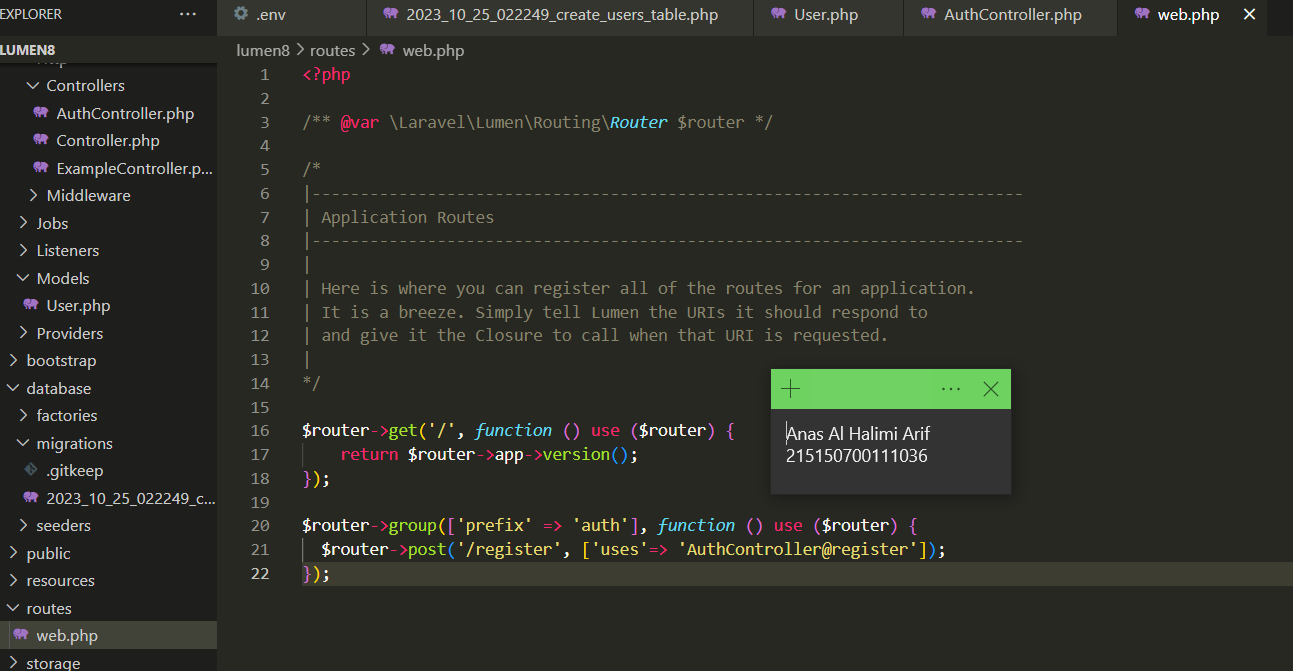 EXPLORER
···
LUMEN8
Controllers
AuthController.php
Controller.php
ExampleController.p...
Middleware
Jobs
Listeners
Models
User.php
Providers
bootstrap
database
factories
migrations
.gitkeep
2023_10_25_022249_c...
seeders
public
resources
routes
web.php
storage
.env
2023_10_25_022249_create_users_table.php
User.php
AuthController.php
web.php
lumen8 > routes > web.php
1 <?php
2
3 /** @var \Laravel\Lumen\Routing\Router $router */
4
5 /*
6 |--------------------------------------------------------------------------
7 | Application Routes
8 |--------------------------------------------------------------------------
9 |
10 | Here is where you can register all of the routes for an application.
11 | It is a breeze. Simply tell Lumen the URIs it should respond to
12 | and give it the Closure to call when that URI is requested.
13 |
14 */
15
16 $router->get('/', function () use ($router) {
17     return $router->app->version();
18 });
19
20 $router->group(['prefix' => 'auth'], function () use ($router) {
21   $router->post('/register', ['uses'=> 'AuthController@register']);
22 });
Anas Al Halimi Arif
215150700111036